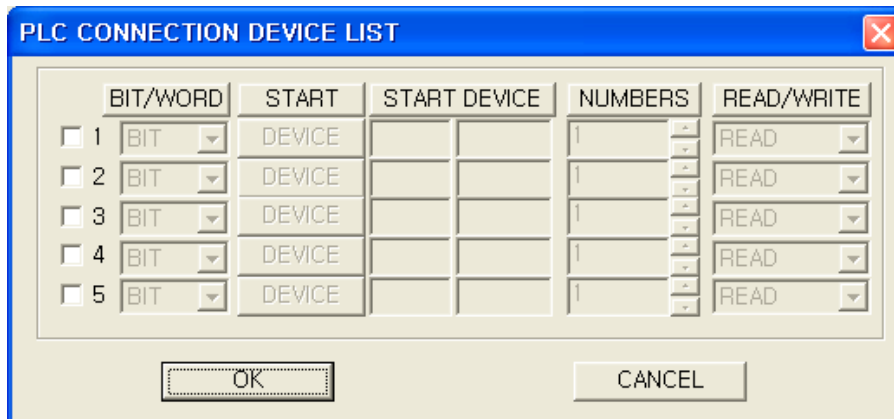 PLC CONNECTION DEVICE LIST
BIT/WORD START START DEVICE NUMBERS READ/WRITE
1 BIT DEVICE 1 READ
2 BIT DEVICE 1 READ
3 BIT DEVICE 1 READ
4 BIT DEVICE 1 READ
5 BIT DEVICE 1 READ
OK CANCEL